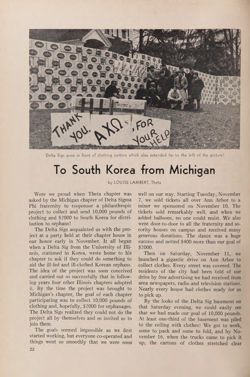 THANK YOU, ΑΧΩ, FOR YOUR HELP
Delta Sigs pose in front of clothing cartons which also extended far to the left of the picture!
To South Korea from Michigan
by LOUISE LAMBERT, Theta
Were we proud when Theta chapter was
asked by the Michigan chapter of Delta Sigma
Phi fraternity to cosponsor a philanthropic
project to collect and send 10,000 pounds of
clothing and $7000 to South Korea for distri-
bution to orphans!
The Delta Sigs acquainted us with the pro-
ject at a party held at their chapter house in
our honor early in November. It all began
when a Delta Sig from the University of Illi-
nois, stationed in Korea, wrote home to his
chapter to ask if they could do something to
aid the ill-fed and ill-clothed Korean orphans.
The idea of the project was soon conceived
and carried out so successfully that in follow-
ing years four other Illinois chapters adopted
it. By the time the project was brought to
Michigan's chapter, the goal of each chapter
participating was to collect 10,000 pounds of
clothing and, hopefully, $7000 for orphanages.
The Delta Sigs realized they could not do the
project all by themselves and so invited us to
join them.
The goals seemed impossible as we first
started working, but everyone co-operated and
things went so smoothly that we were soon
22
well on our way. Starting Tuesday, November
7, we sold tickets all over Ann Arbor to a
mixer we sponsored on November 10. The
tickets sold remarkably well, and when we
added balloons, no one could resist. We also
went door-to-door to all the fraternity and so-
rority houses on campus and received many
generous donations. The dance was a huge
success and netted $400 more than our goal of
$7000.
Then on Saturday, November 11, we
launched a gigantic drive on Ann Arbor to
collect clothes. Every street was covered. The
residents of the city had been told of our
drive by free advertising we had received from
area newspapers, radio and television stations.
Nearly every house had clothes ready for us
to pick up.
By the looks of the Delta Sig basement on
that Saturday evening, we could easily see
that we had made our goal of 10,000 pounds.
At least one-third of the basement was piled
to the ceiling with clothes! We got to work,
some to pack and some to fold, and by No-
vember 16, when the trucks came to pick it
up, the cartons of clothes stretched clear